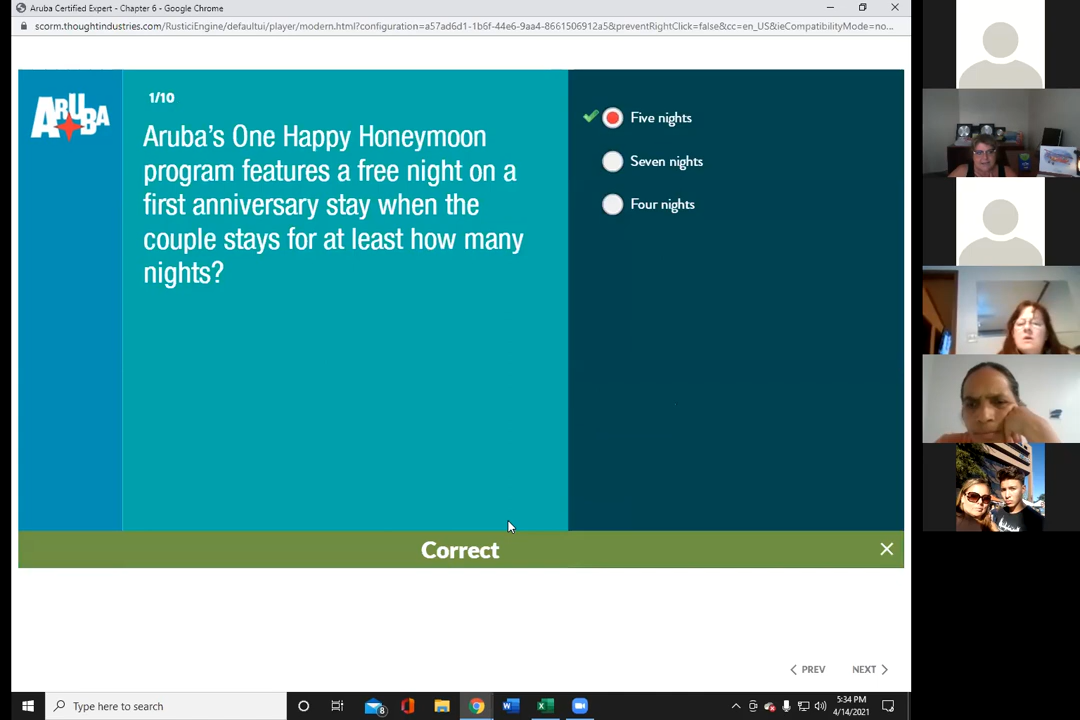 Aruba Certified Expert - Chapter 6 - Google Chrome
scorm.thoughtindustries.com/RusticiEngine/defaultui/player/modern.html?configuration=a57ad6d1-1b6f-44e6-9aa4-8661506912a5&preventRightClick=false&cc=en_US&ieCompatibilityMode=no...
ARUBA
1/10
Aruba's One Happy Honeymoon
program features a free night on a
first anniversary stay when the
couple stays for at least how many
nights?
Five nights
Seven nights
Four nights
Correct
PREV
NEXT
Type here to search
8
5:34 PM
4/14/2021